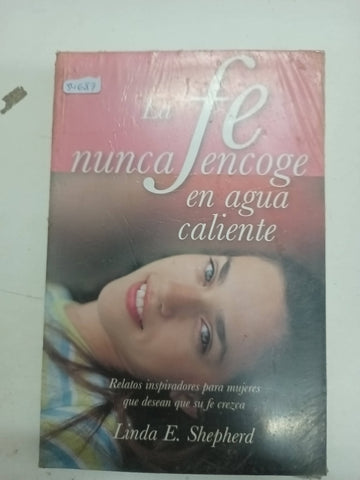 La fe
nunca encoge
en agua
caliente
Relatos inspiradores para mujeres
que desean que su fe crezca
Linda E. Shepherd